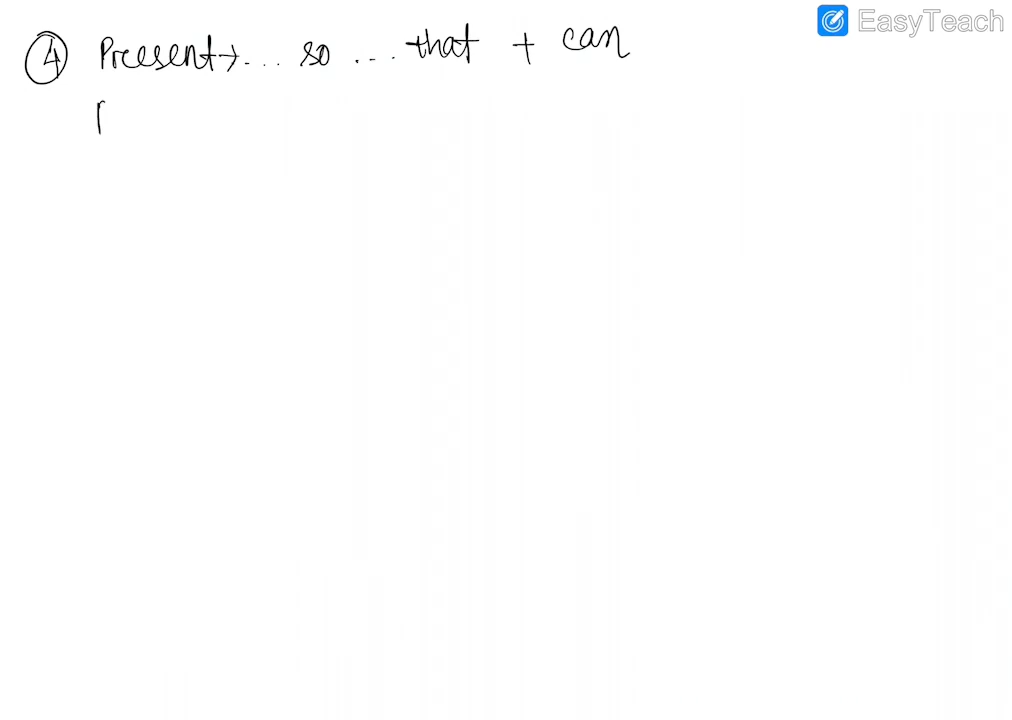 EasyTeach
④ Present → ... so ... that + can